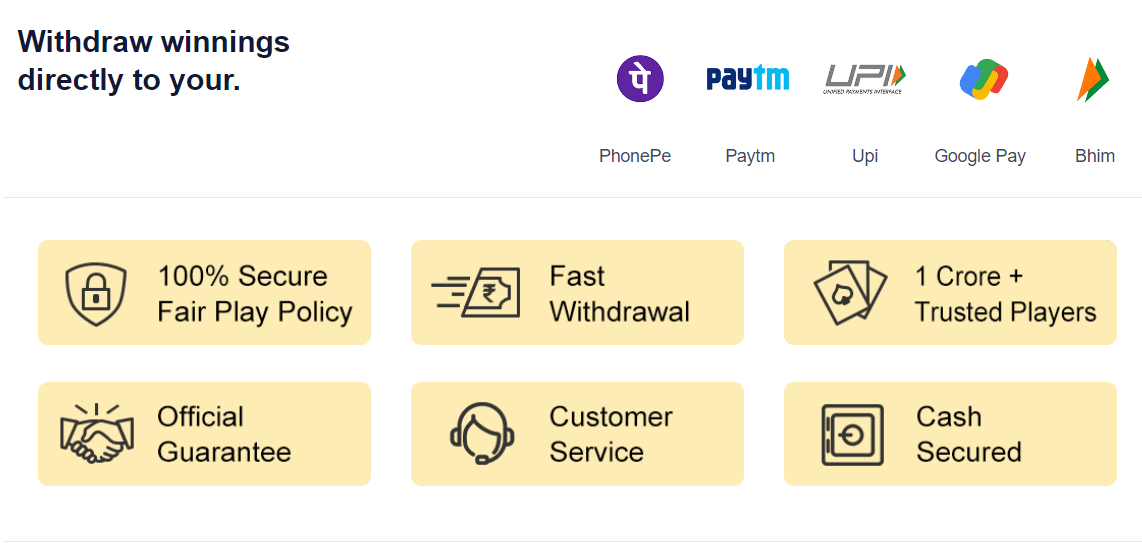 Withdraw winnings
directly to your.
पे
paytm
UPI
UNIFIED PAYMENTS INTERFACE
PhonePe
Paytm
Upi
Google Pay
Bhim
100% Secure
Fair Play Policy
₹
Fast
Withdrawal
1 Crore +
Trusted Players
Official
Guarantee
Customer
Service
Cash
Secured